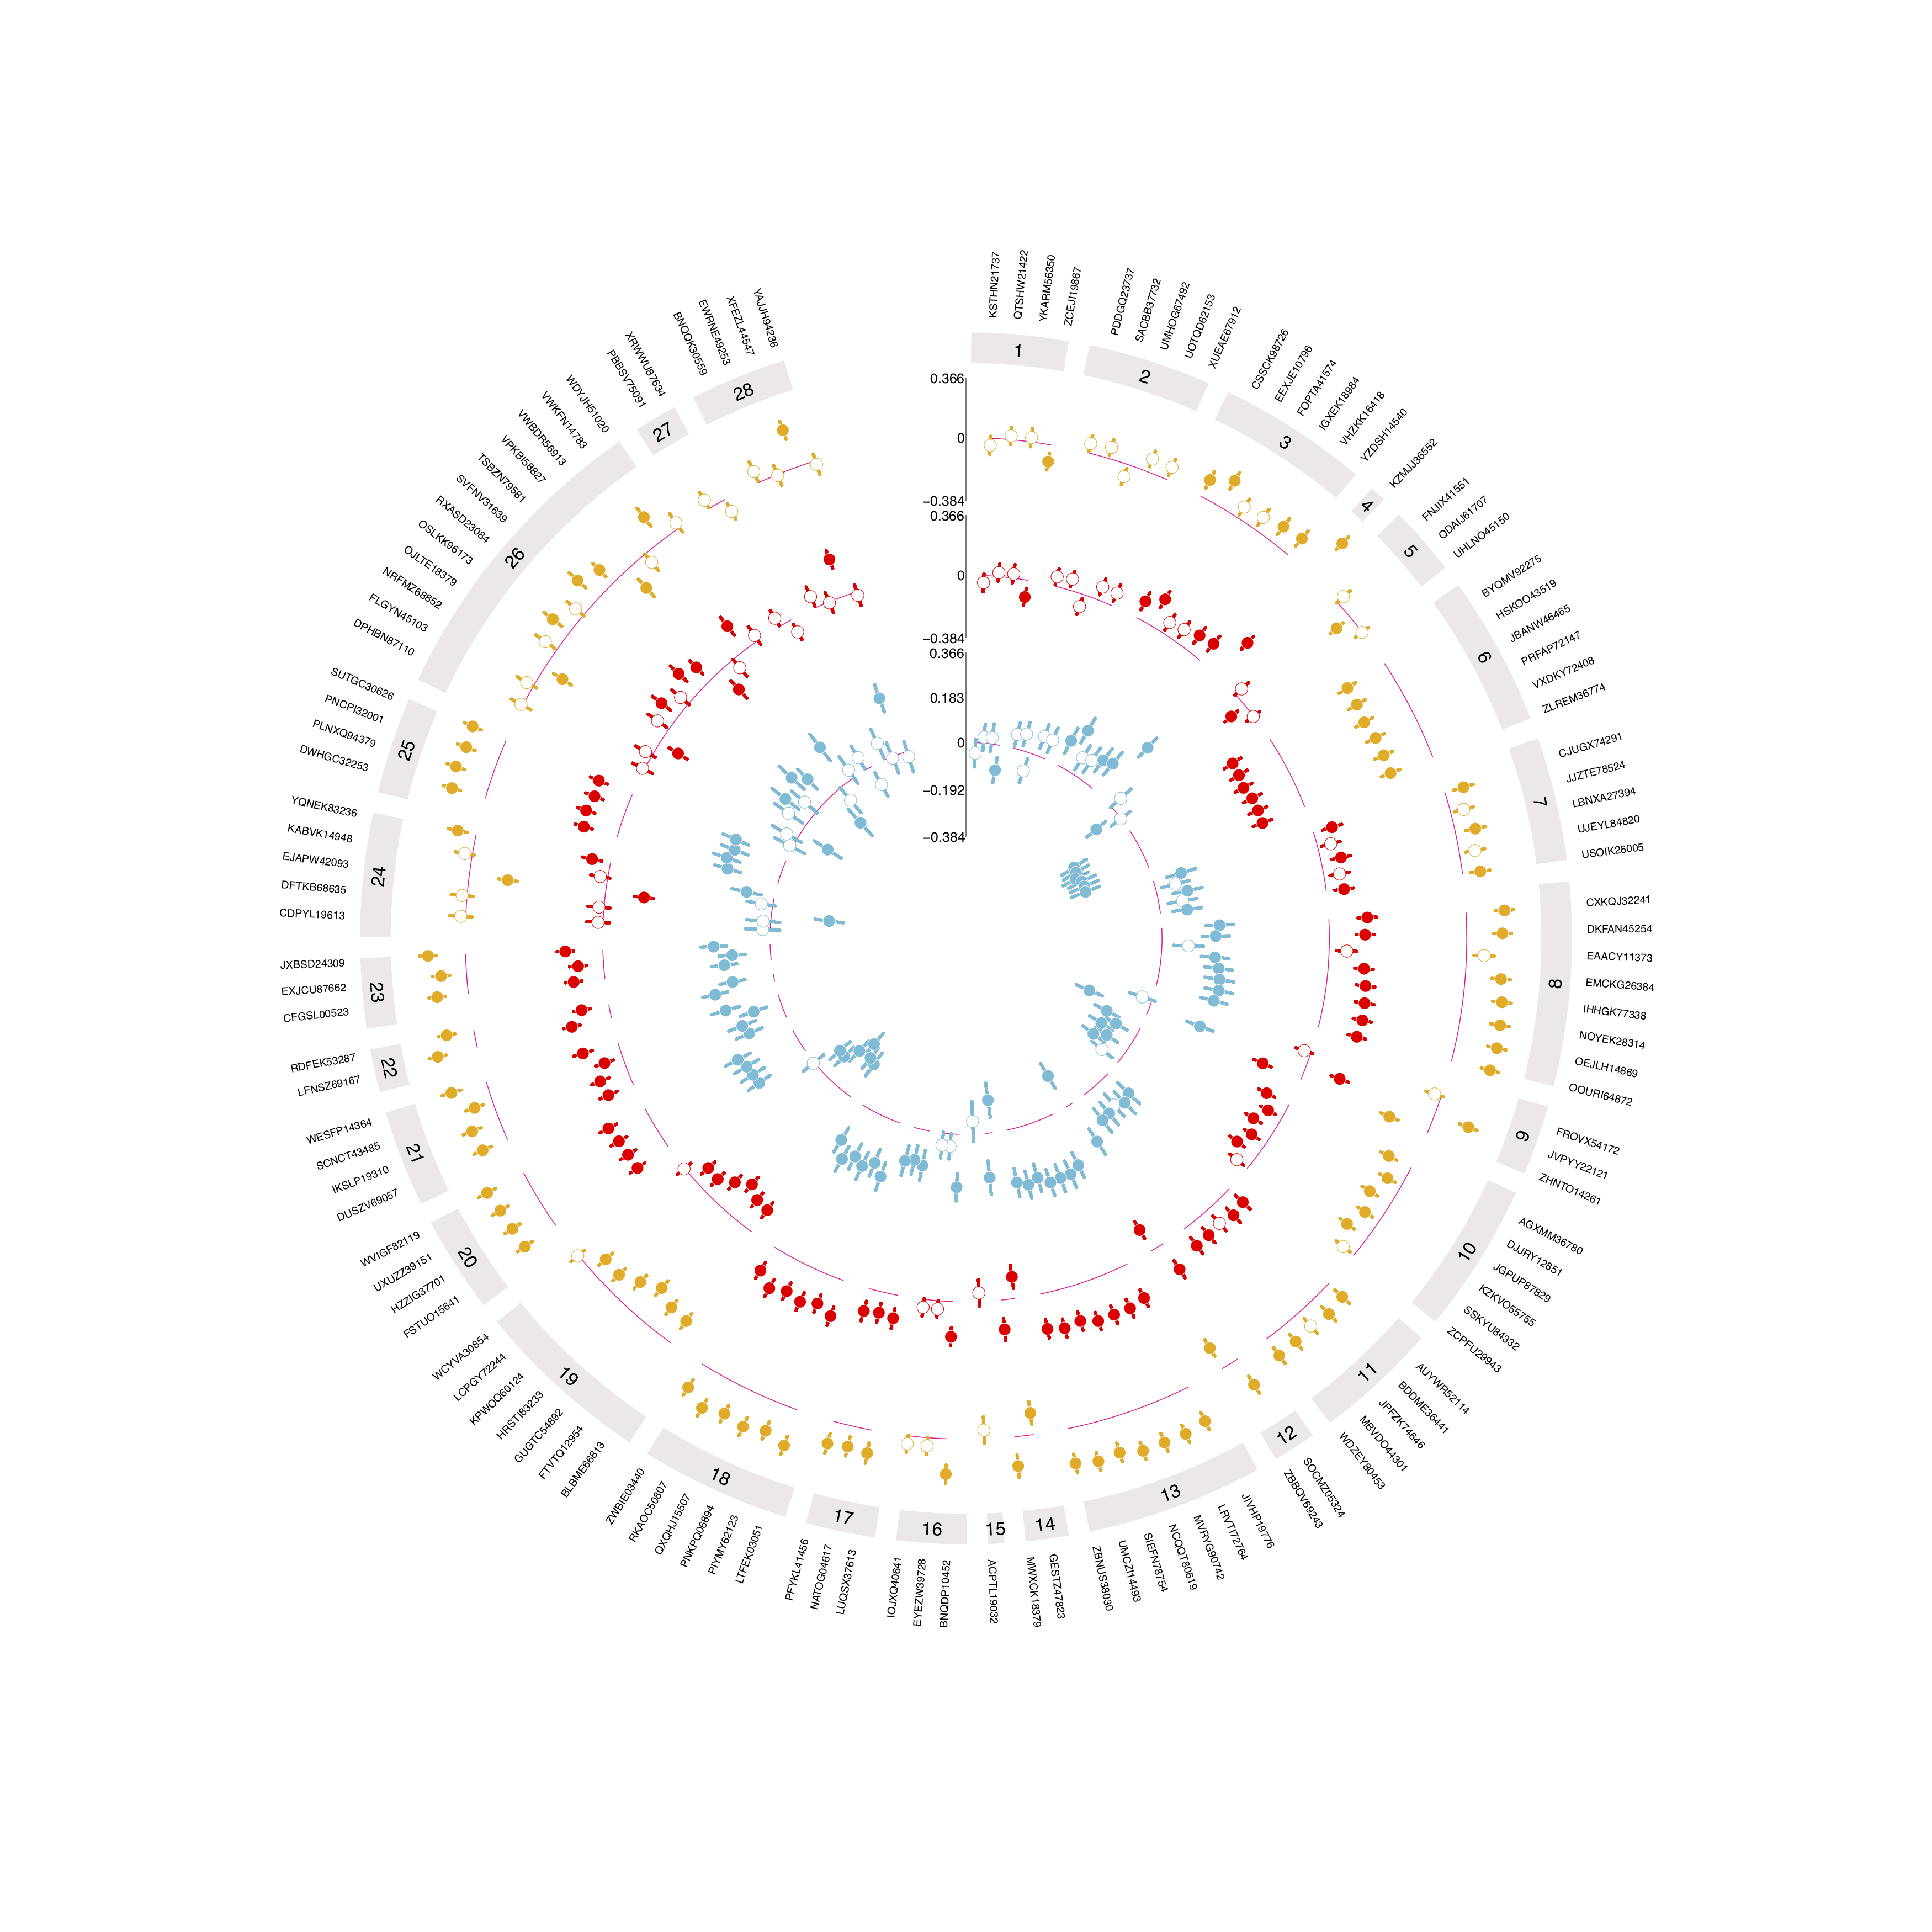 KSTHN21737
QTSHW21422
YKARM56350
ZCEJI19867
1
PDDGQ23737
SACBB37732
UMHOG67492
UOTQD62153
XUEAE67912
2
CSSCK98726
EEXJE10796
FOPTA41574
IGXEK18984
VHZKK16418
YZDSH14540
3
KZMJJ36552
4
FNJIX41551
QDAIJ61707
UHLNO45150
5
BYQMV92275
HSKOO43519
JBANW46465
PRFAP72147
VXDKY72408
ZLREM36774
6
CJUGX74291
JJZTE78524
LBNXA27394
UJEYL84820
USOIK26005
7
CXKQJ32241
DKFAN45254
EAACY11373
EMCKG26384
IHHGK77338
NOYEK28314
OEJLH14869
OOURI64872
8
FROVX54172
JVPYY22121
ZHNTO14261
9
AGXMM36780
DJJRY12851
JGPUP87829
KZKVO55755
SSKYU84332
ZCPFU29943
10
AUYWR52114
BDDME36441
JPFZK74646
MBVDO44301
WDZEY80453
11
SOCMZ05324
ZBBQV69243
12
JIVHP19776
LRVTI72764
MVRYG90742
NCQQT80619
SIEFN78754
UMCZI14493
ZBNUS38030
13
GESTZ47823
MWXCK18379
14
ACPTL19032
15
BNQDP10452
EYEZW39728
IOJXQ40641
16
LUQSX37613
NATOG04617
PFYKL41456
17
LTFEK03051
PIYMY62123
PNKPQ06894
QXQHJ15507
RKAOC50807
ZWBIE03440
18
BLBME66813
FTVTQ12954
GUGTC54892
HRSTI83233
KPWOQ60124
LCPGY72244
WCYVA30854
19
FSTUO15641
HZZIG37701
UXUZZ39151
WVIGF82119
20
DUSZV69057
IKSLP19310
SCNCT43485
WESFP14364
21
LFNSZ69167
RDFEK53287
22
CFGSL00523
EXJCU87662
JXBSD24309
23
CDPYL19613
DFTKB68635
EJAPW42093
KABVK14948
YQNEK83236
24
DWHGC32253
PLNXQ94379
PNCPI32001
SUTGC30626
25
DPHBN87110
FLGYN45103
NRFMZ68852
OJLTE18379
OSLKK96173
RXASD23084
SVFNV31639
TSBZN79581
VPKBI58827
VWBDR56913
VWKFN14783
WDYJH51020
26
PBBSV75091
XRWWU87634
27
BNQQK30559
EWRNE49253
XFEZL44547
YAJJH94236
28
0.366
0
−0.384
0.366
0
−0.384
0.366
0.183
0
−0.192
−0.384